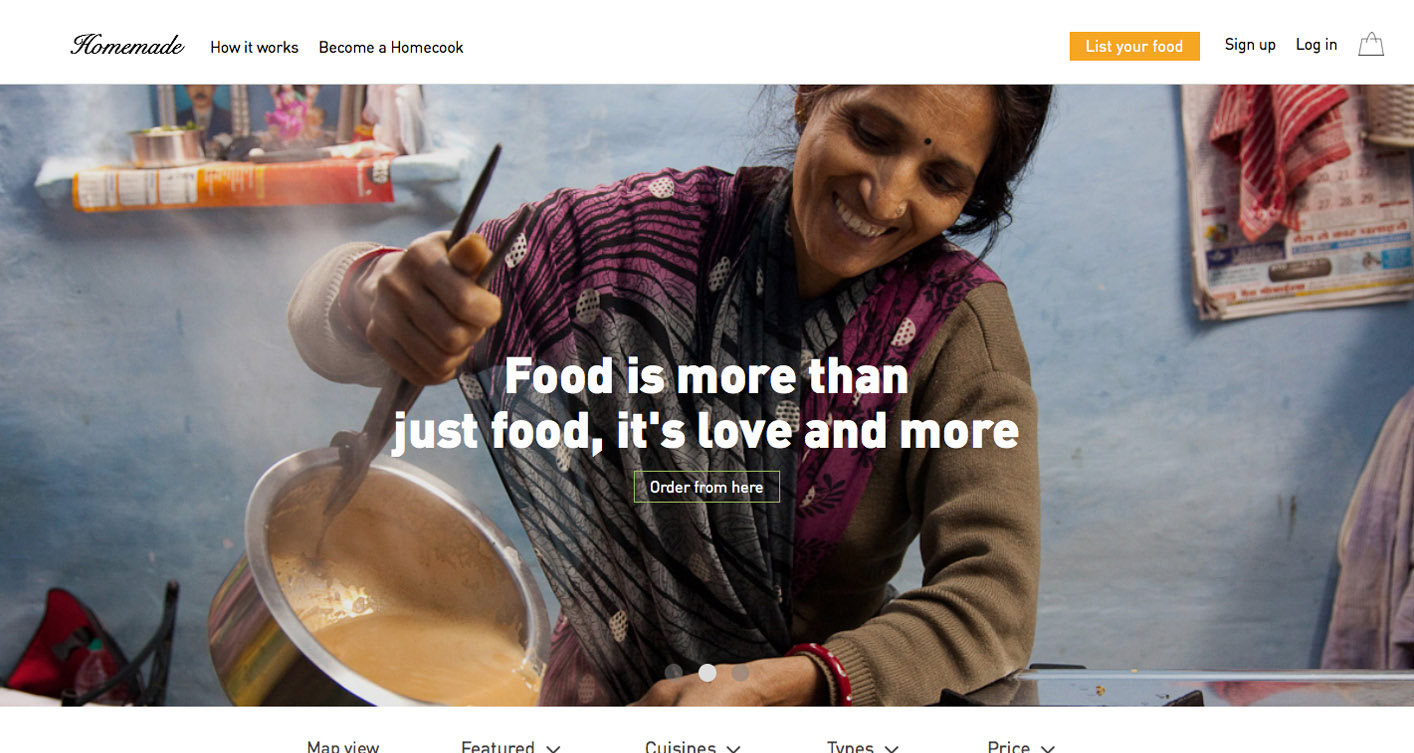 Homemade
How it works
Become a Homecook
List your food
Sign up
Log in
Food is more than
just food, it's love and more
Order from here
Map view
Featured
Cuisines
Types
Price